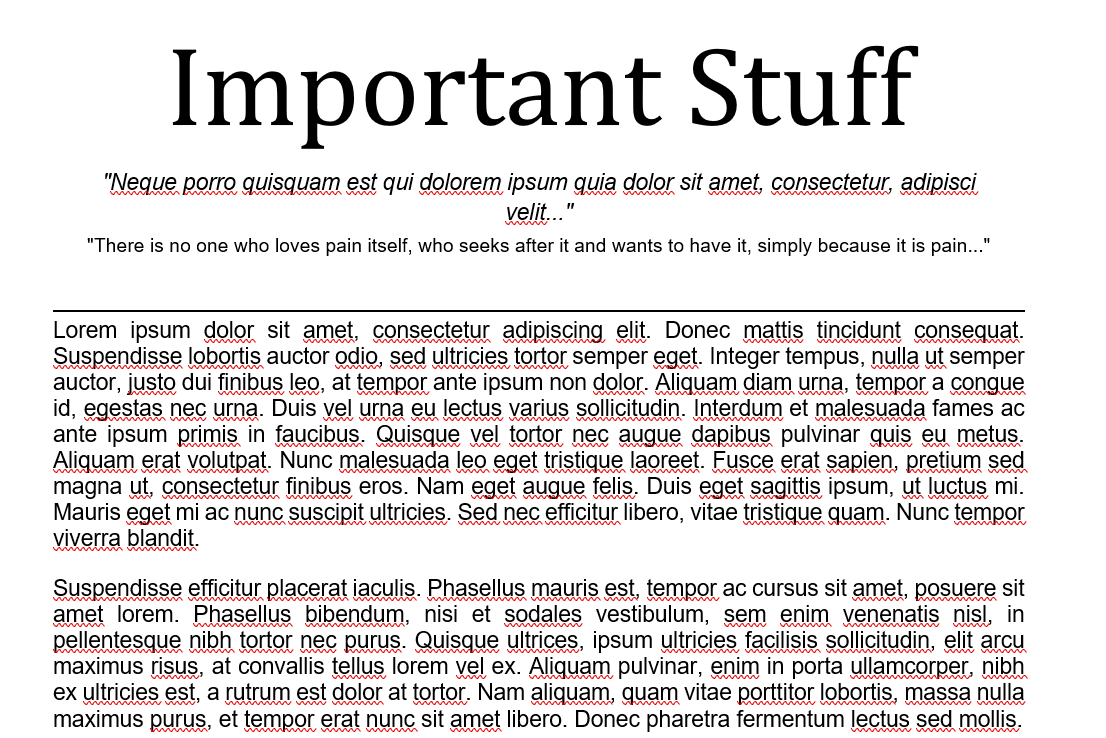 Important Stuff
"Neque porro quisquam est qui dolorem ipsum quia dolor sit amet, consectetur, adipisci
velit..."
"There is no one who loves pain itself, who seeks after it and wants to have it, simply because it is pain..."
Lorem ipsum dolor sit amet, consectetur adipiscing elit. Donec mattis tincidunt consequat.
Suspendisse lobortis auctor odio, sed ultricies tortor semper eget. Integer tempus, nulla ut semper
auctor, justo dui finibus leo, at tempor ante ipsum non dolor. Aliquam diam urna, tempor a congue
id, egestas nec urna. Duis vel urna eu lectus varius sollicitudin. Interdum et malesuada fames ac
ante ipsum primis in faucibus. Quisque vel tortor nec augue dapibus pulvinar quis eu metus.
Aliquam erat volutpat. Nunc malesuada leo eget tristique laoreet. Fusce erat sapien, pretium sed
magna ut, consectetur finibus eros. Nam eget augue felis. Duis eget sagittis ipsum, ut luctus mi.
Mauris eget mi ac nunc suscipit ultricies. Sed nec efficitur libero, vitae tristique quam. Nunc tempor
viverra blandit.
Suspendisse efficitur placerat iaculis. Phasellus mauris est, tempor ac cursus sit amet, posuere sit
amet lorem. Phasellus bibendum, nisi et sodales vestibulum, sem enim venenatis nisl, in
pellentesque nibh tortor nec purus. Quisque ultrices, ipsum ultricies facilisis sollicitudin, elit arcu
maximus risus, at convallis tellus lorem vel ex. Aliquam pulvinar, enim in porta ullamcorper, nibh
ex ultricies est, a rutrum est dolor at tortor. Nam aliquam, quam vitae porttitor lobortis, massa nulla
maximus purus, et tempor erat nunc sit amet libero. Donec pharetra fermentum lectus sed mollis.